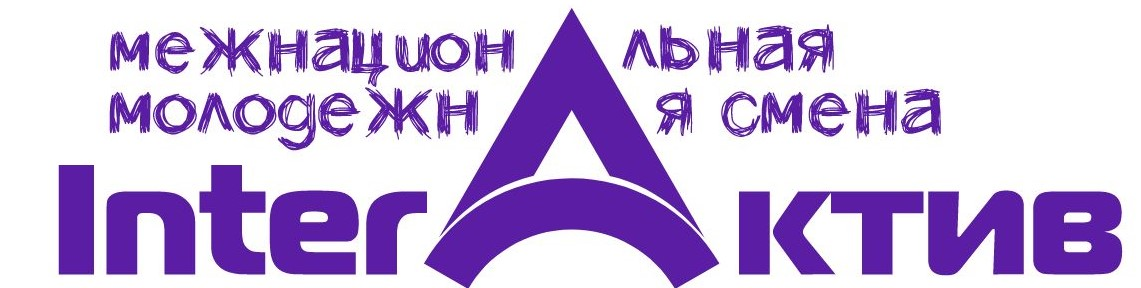 межнациональная
молодежная смена
InterАктив